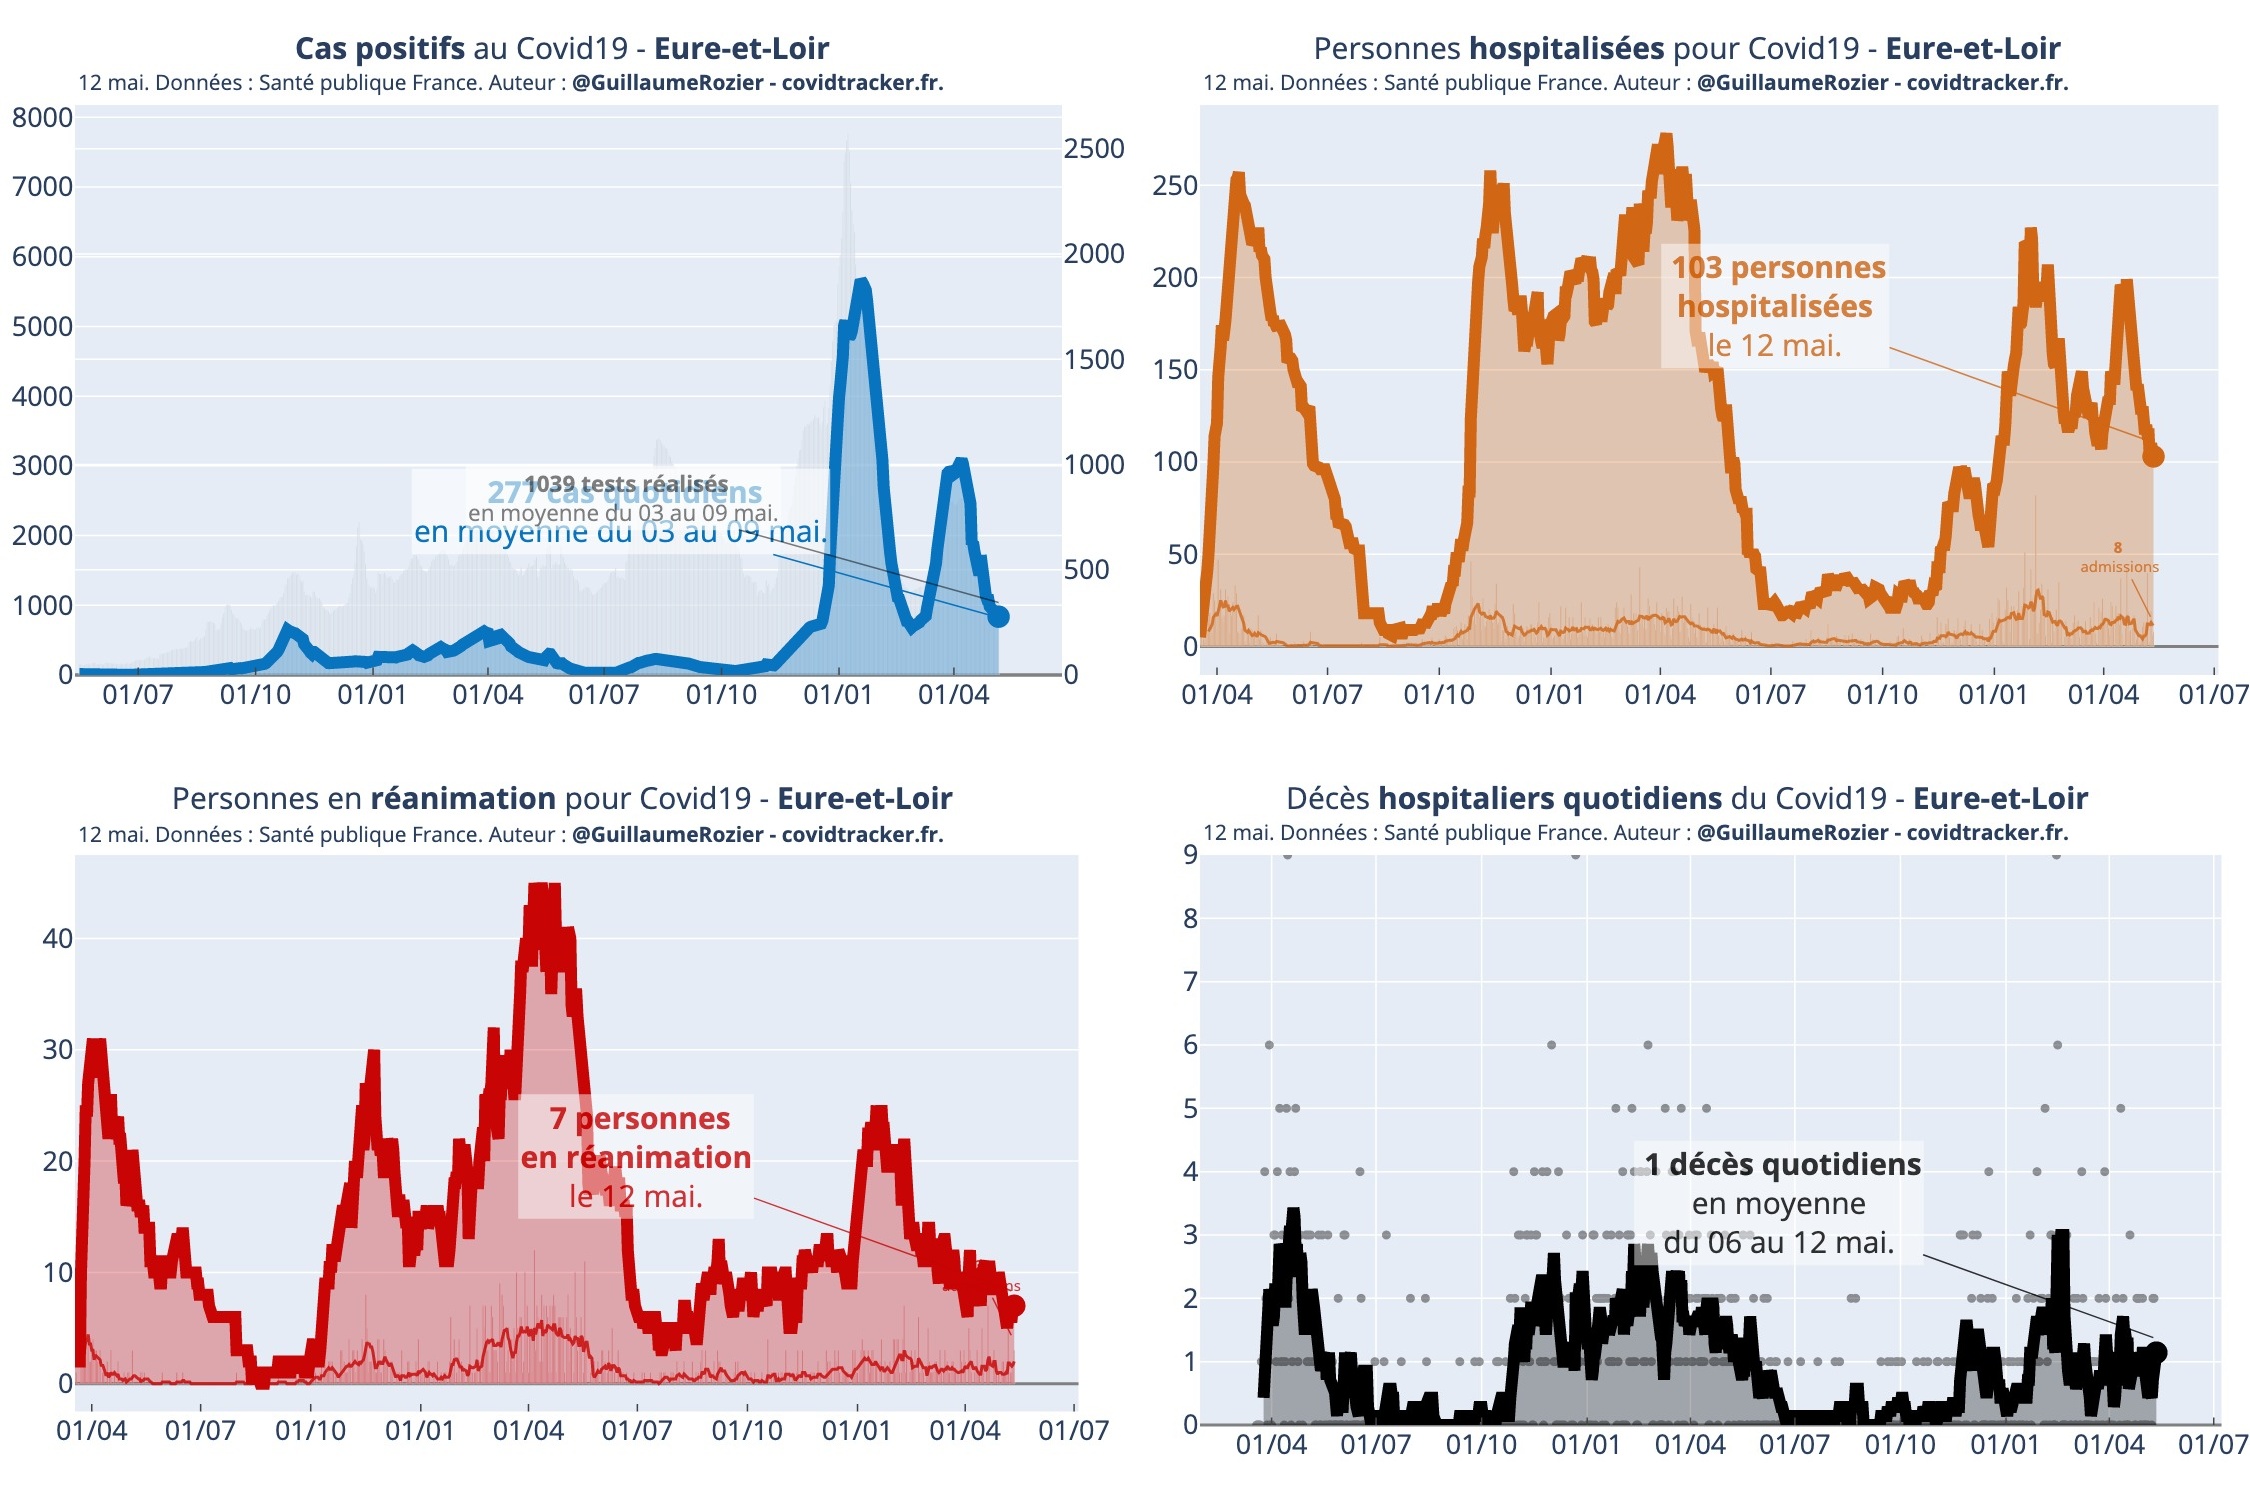 Cas positifs au Covid19 - Eure-et-Loir
12 mai. Données : Santé publique France. Auteur : @GuillaumeRozier - covidtracker.fr.
8000
7000
6000
5000
4000
3000
2000
1000
0
2500
2000
1500
1000
500
0
1039 tests réalisés
en moyenne du 03 au 09 mai.
277 cas quotidiens
en moyenne du 03 au 09 mai.
01/07 01/10 01/01 01/04 01/07 01/10 01/01 01/04
Personnes hospitalisées pour Covid19 - Eure-et-Loir
12 mai. Données : Santé publique France. Auteur : @GuillaumeRozier - covidtracker.fr.
250
200
150
100
50
0
103 personnes
hospitalisées
le 12 mai.
8
admissions
01/04 01/07 01/10 01/01 01/04 01/07 01/10 01/01 01/04 01/07
Personnes en réanimation pour Covid19 - Eure-et-Loir
12 mai. Données : Santé publique France. Auteur : @GuillaumeRozier - covidtracker.fr.
40
30
20
10
0
7 personnes
en réanimation
le 12 mai.
01/04 01/07 01/10 01/01 01/04 01/07 01/10 01/01 01/04 01/07
Décès hospitaliers quotidiens du Covid19 - Eure-et-Loir
12 mai. Données : Santé publique France. Auteur : @GuillaumeRozier - covidtracker.fr.
9
8
7
6
5
4
3
2
1
0
1 décès quotidiens
en moyenne
du 06 au 12 mai.
01/04 01/07 01/10 01/01 01/04 01/07 01/10 01/01 01/04 01/07